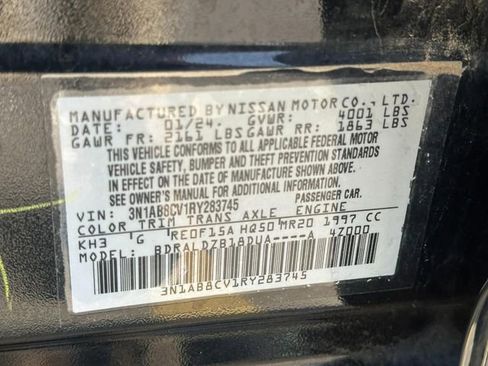 MANUFACTURED BY NISSAN MOTOR CO., LTD.
DATE: 01/24. GVWR: 4001 LBS
GAWR FR: 2161 LBS GAWR RR: 1863 LBS
THIS VEHICLE CONFORMS TO ALL APPLICABLE FEDERAL MOTOR
VEHICLE SAFETY, BUMPER AND THEFT PREVENTION STANDARDS
IN EFFECT ON THE DATE OF MANUFACTURE SHOWN ABOVE.
SEE OWNER'S MANUAL FOR ADDITIONAL INFORMATION.
VIN: 3N1AB8CV1RY283745 PASSENGER CAR.
COLOR TRIM TRANS AXLE ENGINE
KH3 G RE0F15A HQ50 MR20 1997 CC
MODEL: BDRALDZB18DUA----A 4Z000
3N1AB8CV1RY283745